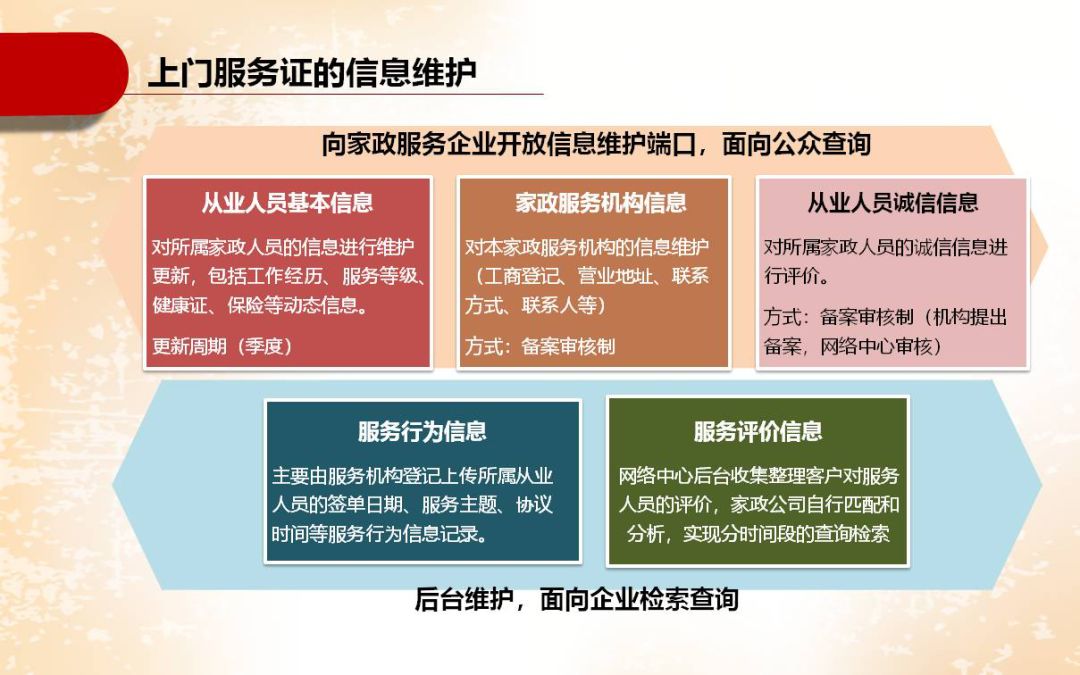 上门服务证的信息维护
向家政服务企业开放信息维护端口，面向公众查询
从业人员基本信息
对所属家政人员的信息进行维护
更新，包括工作经历、服务等级、
健康证、保险等动态信息。
更新周期（季度）
家政服务机构信息
对本家政服务机构的信息维护
（工商登记、营业地址、联系
方式、联系人等）
方式：备案审核制
从业人员诚信信息
对所属家政人员的诚信信息进
行评价。
方式：备案审核制（机构提出
备案，网络中心审核）
服务行为信息
主要由服务机构登记上传所属从业
人员的签单日期、服务主题、协议
时间等服务行为信息记录。
服务评价信息
网络中心后台收集整理客户对服务
人员的评价，家政公司自行匹配和
分析，实现分时间段的查询检索
后台维护，面向企业检索查询